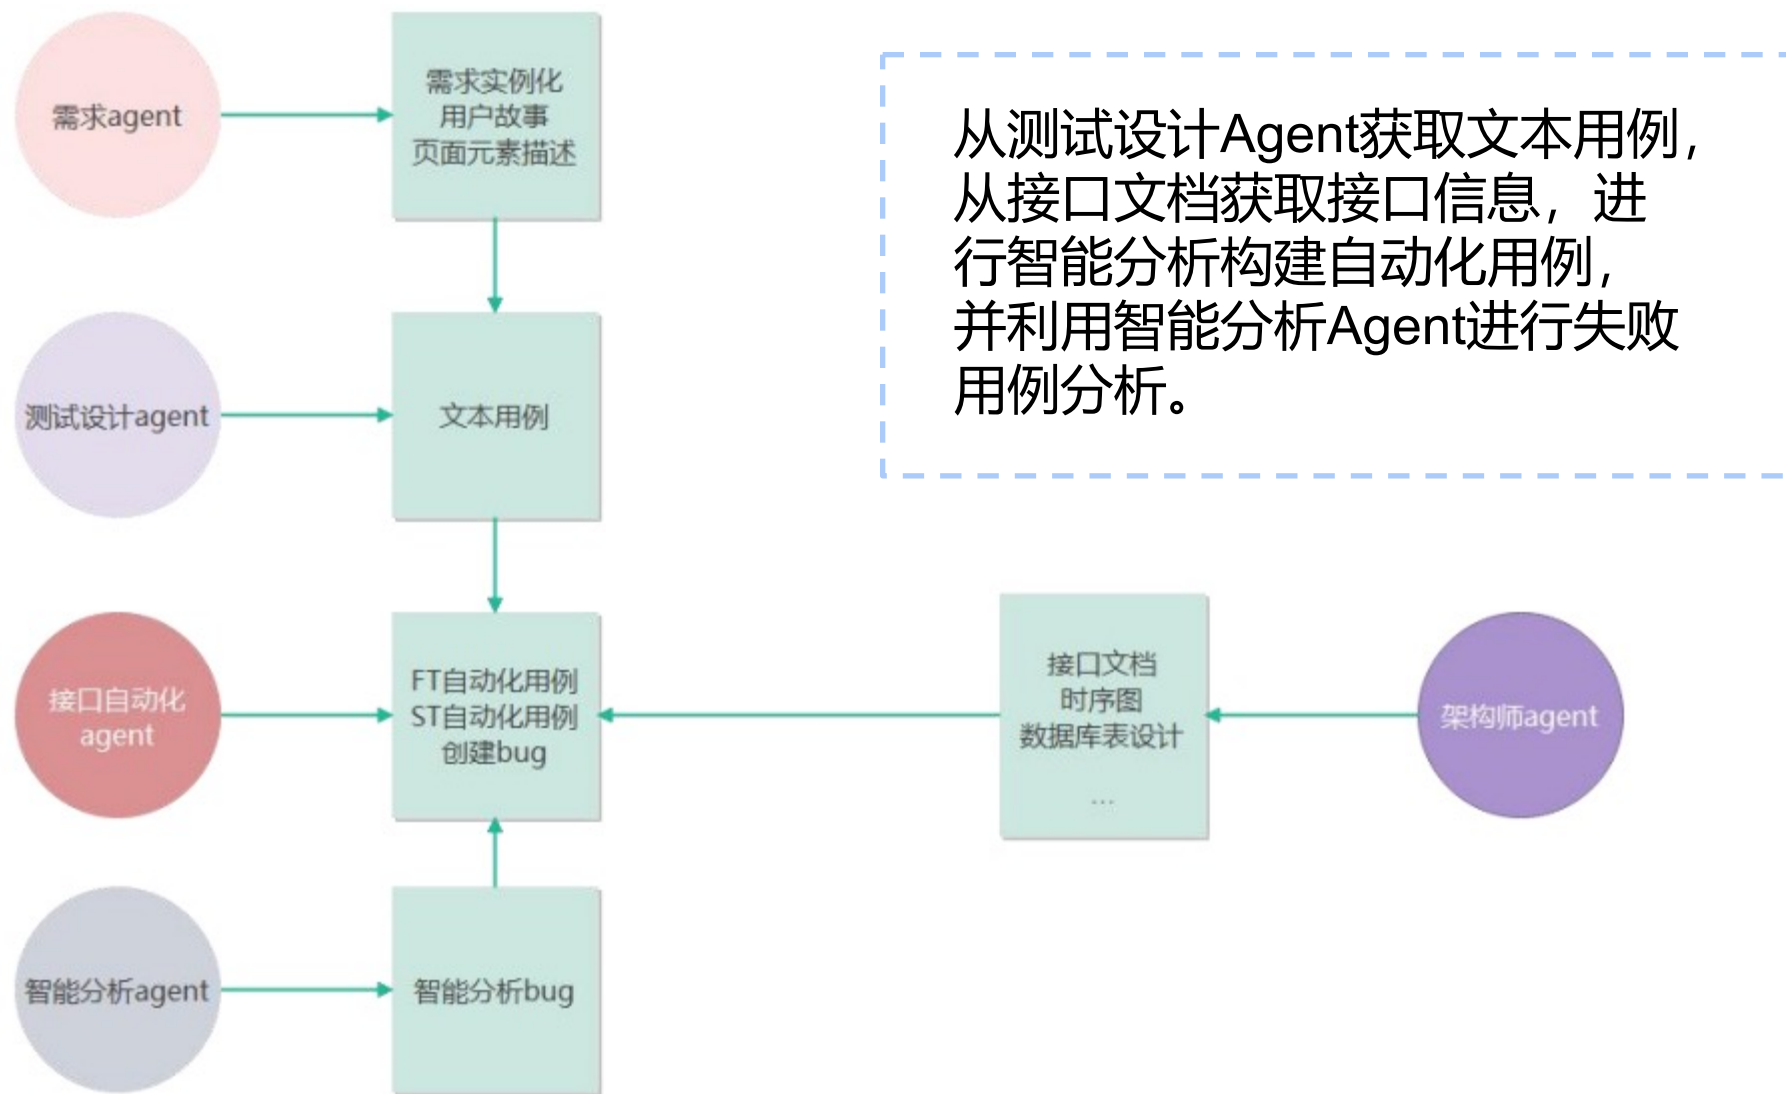 需求agent
需求实例化
用户故事
页面元素描述
从测试设计Agent获取文本用例，
从接口文档获取接口信息，进
行智能分析构建自动化用例，
并利用智能分析Agent进行失败
用例分析。
测试设计agent
文本用例
接口自动化
agent
FT自动化用例
ST自动化用例
创建bug
接口文档
时序图
数据库表设计
...
架构师agent
智能分析agent
智能分析bug